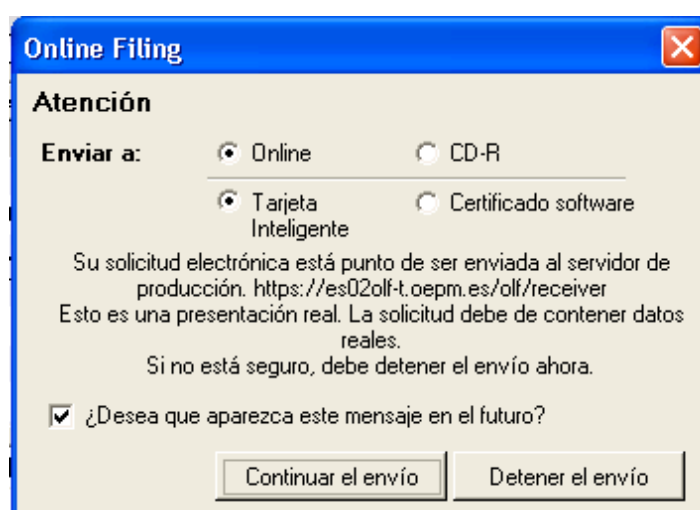 Online Filing
Atención
Enviar a: Online CD-R
Tarjeta Inteligente Certificado software
Su solicitud electrónica está punto de ser enviada al servidor de
producción. https://es02olf-t.oepm.es/olf/receiver
Esto es una presentación real. La solicitud debe de contener datos
reales.
Si no está seguro, debe detener el envío ahora.
¿Desea que aparezca este mensaje en el futuro?
Continuar el envío Detener el envío